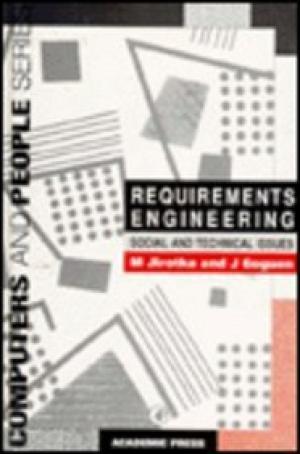 COMPUTERS AND PEOPLE SERIES
REQUIREMENTS
ENGINEERING
SOCIAL AND TECHNICAL ISSUES
M Jirotka and J Goguen
ACADEMIC PRESS